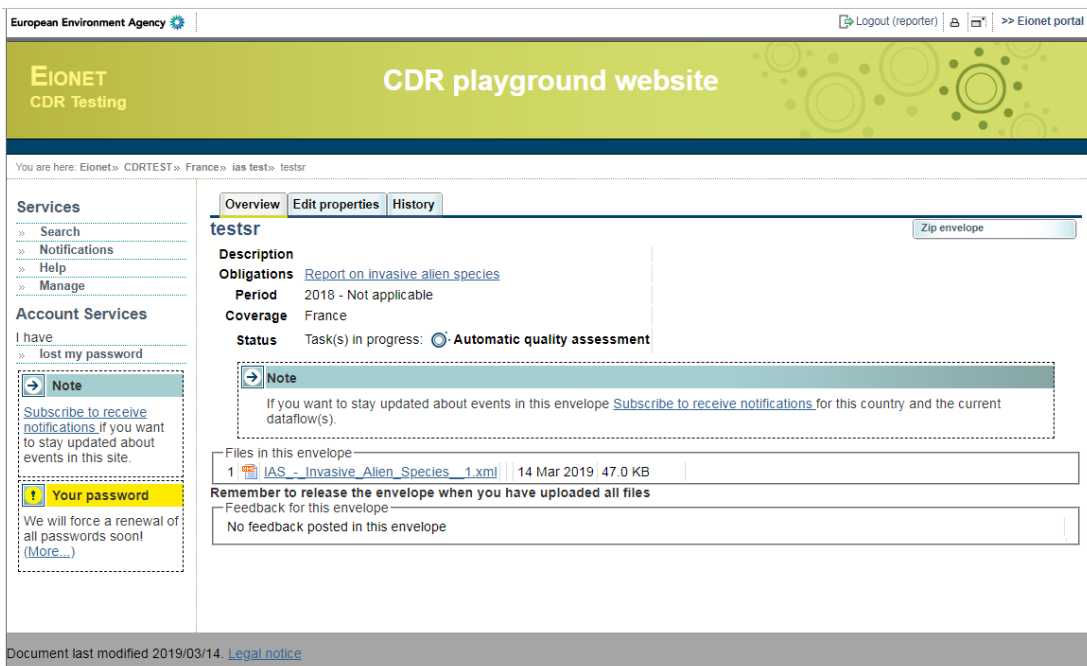 European Environment Agency
Logout (reporter)
>> Eionet portal
EIONET
CDR Testing
CDR playground website
You are here: Eionet» CDRTEST» France» ias test» testsr
Services
» Search
» Notifications
» Help
» Manage
Account Services
I have
» lost my password
Note
Subscribe to receive
notifications if you want
to stay updated about
events in this site.
Your password
We will force a renewal of
all passwords soon!
(More...)
Overview Edit properties History
testsr
Zip envelope
Description
Obligations Report on invasive alien species
Period 2018 - Not applicable
Coverage France
Status Task(s) in progress: Automatic quality assessment
Note
If you want to stay updated about events in this envelope Subscribe to receive notifications for this country and the current
dataflow(s).
Files in this envelope
1 IAS_-_Invasive_Alien_Species__1.xml 14 Mar 2019 47.0 KB
Remember to release the envelope when you have uploaded all files
Feedback for this envelope
No feedback posted in this envelope
Document last modified 2019/03/14. Legal notice